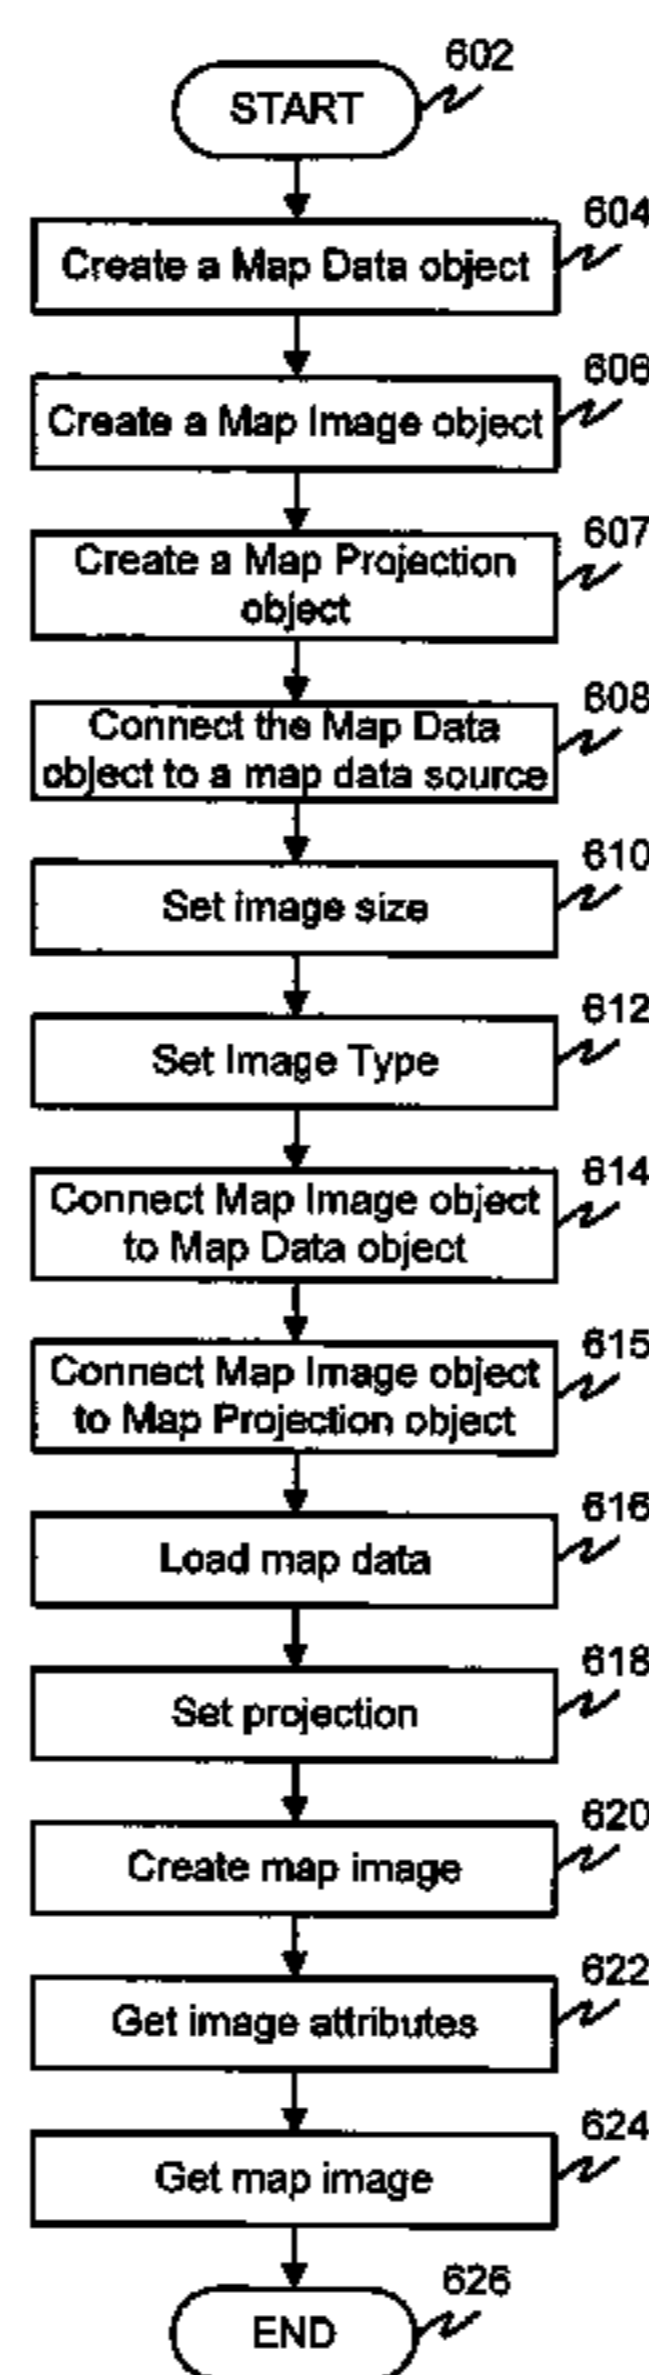 602
START
604
Create a Map Data object
606
Create a Map Image object
607
Create a Map Projection
object
608
Connect the Map Data
object to a map data source
610
Set image size
612
Set Image Type
614
Connect Map Image object
to Map Data object
615
Connect Map Image object
to Map Projection object
616
Load map data
618
Set projection
620
Create map image
622
Get image attributes
624
Get map image
626
END